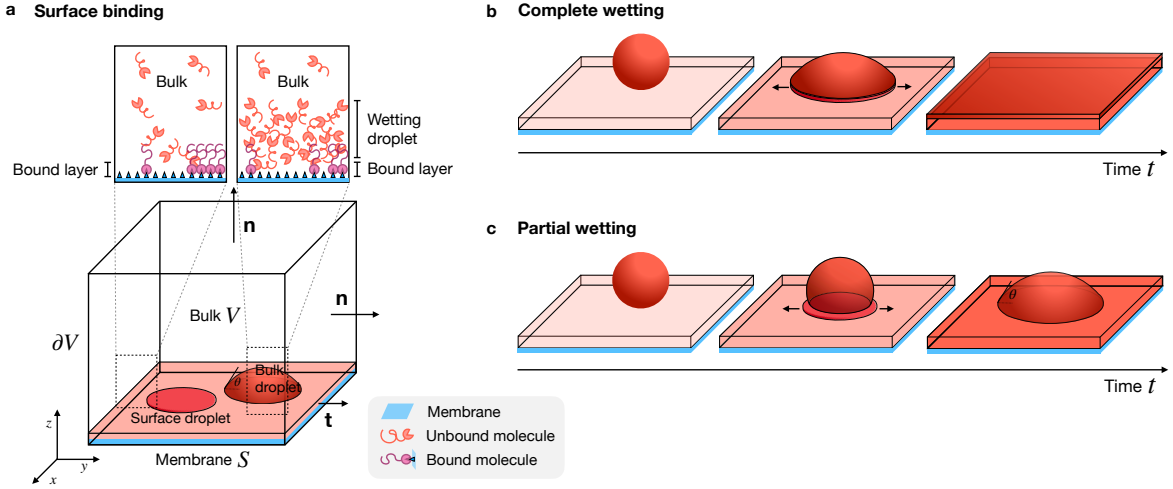 a Surface binding
Bulk
Bulk
Wetting
droplet
Bound layer
Bound layer
n
n
Bulk V
∂V
θ
Bulk
droplet
Surface droplet
t
z
y
x
Membrane S
Membrane
Unbound molecule
Bound molecule
b Complete wetting
Time t
c Partial wetting
θ
Time t